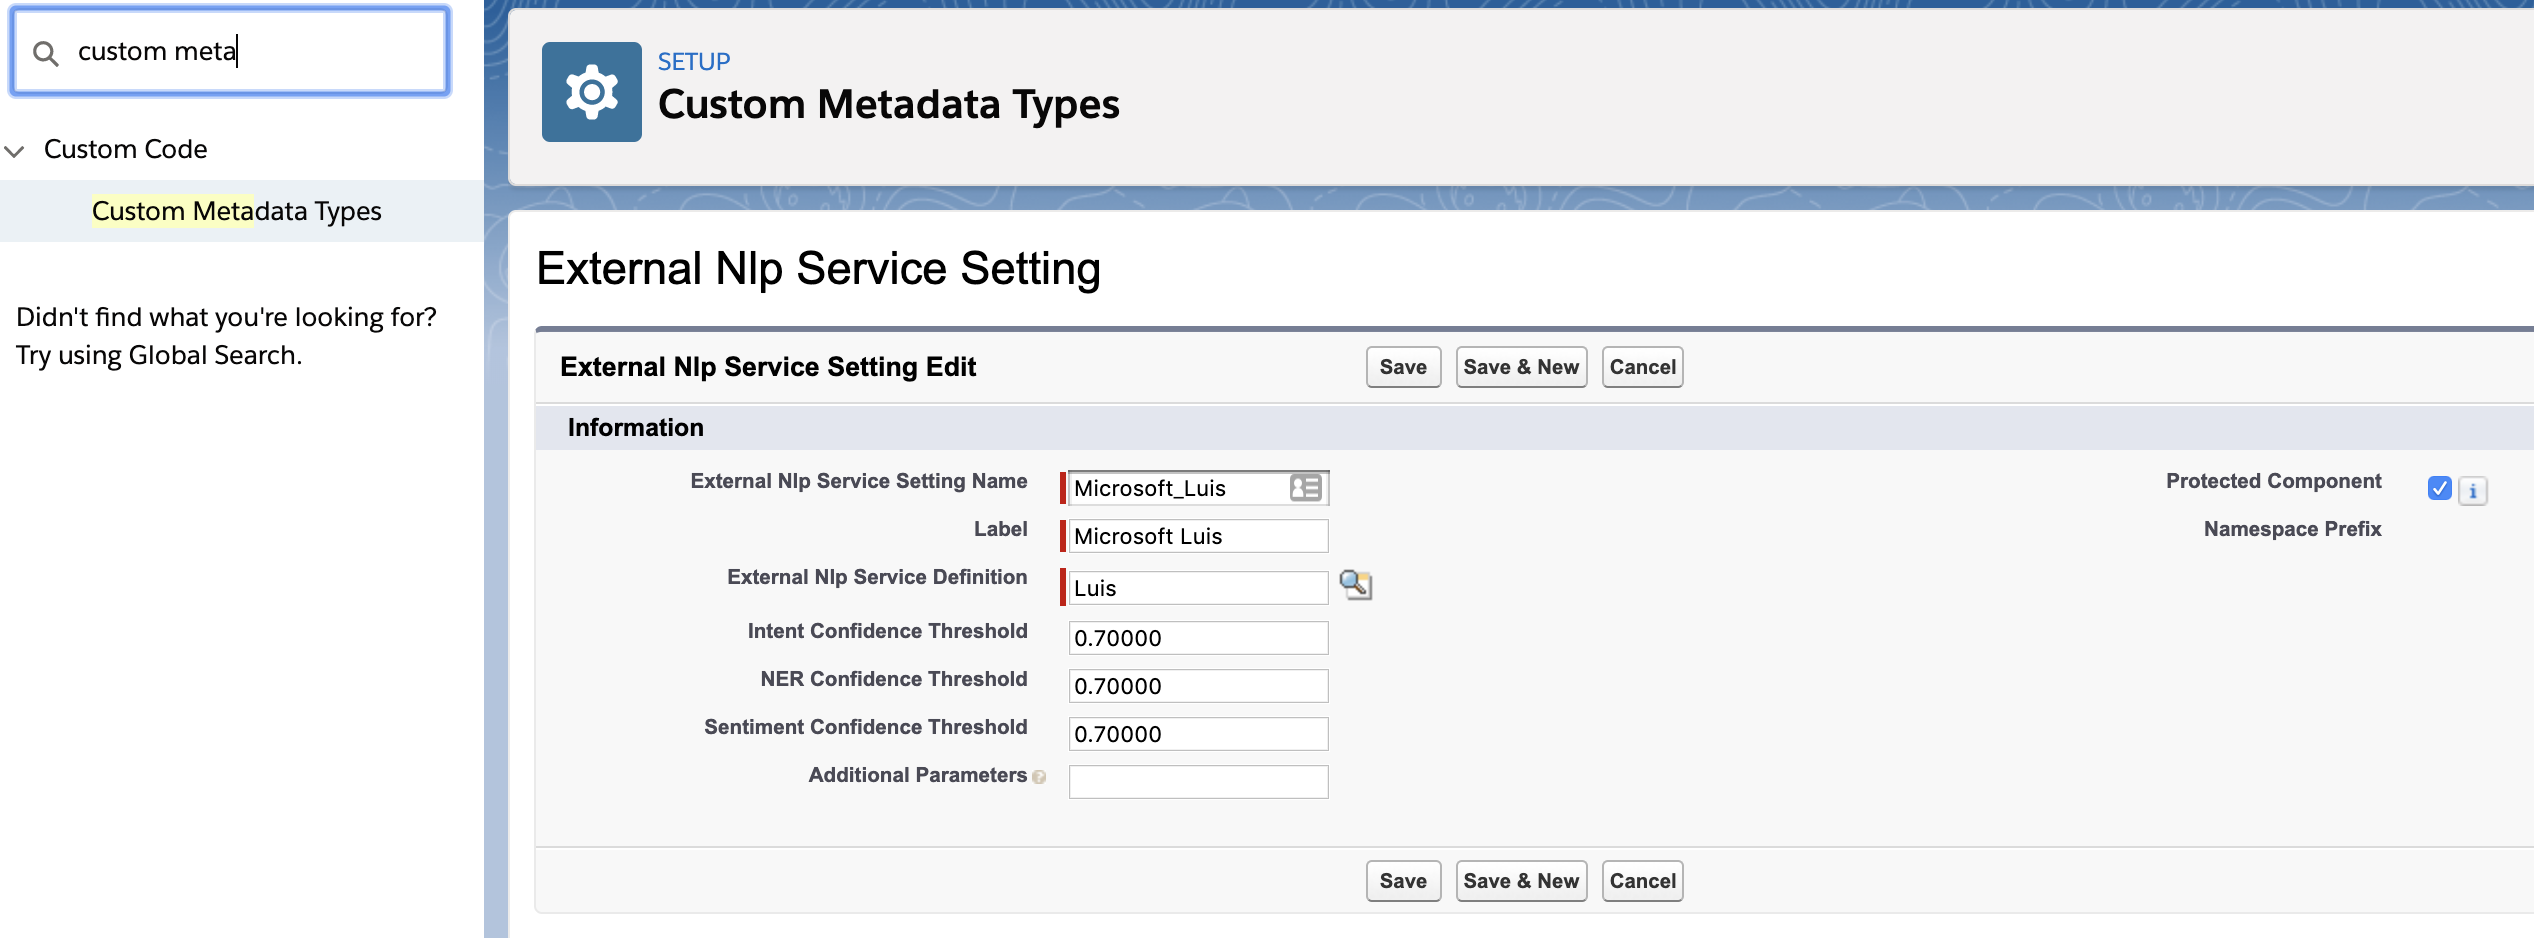 custom meta
Custom Code
Custom Metadata Types
Didn't find what you're looking for?
Try using Global Search.
SETUP
Custom Metadata Types
External Nlp Service Setting
External Nlp Service Setting Edit
Save
Save & New
Cancel
Information
External Nlp Service Setting Name
Microsoft_Luis
Protected Component
i
Label
Microsoft Luis
Namespace Prefix
External Nlp Service Definition
Luis
Intent Confidence Threshold
0.70000
NER Confidence Threshold
0.70000
Sentiment Confidence Threshold
0.70000
Additional Parameters ?
Save
Save & New
Cancel